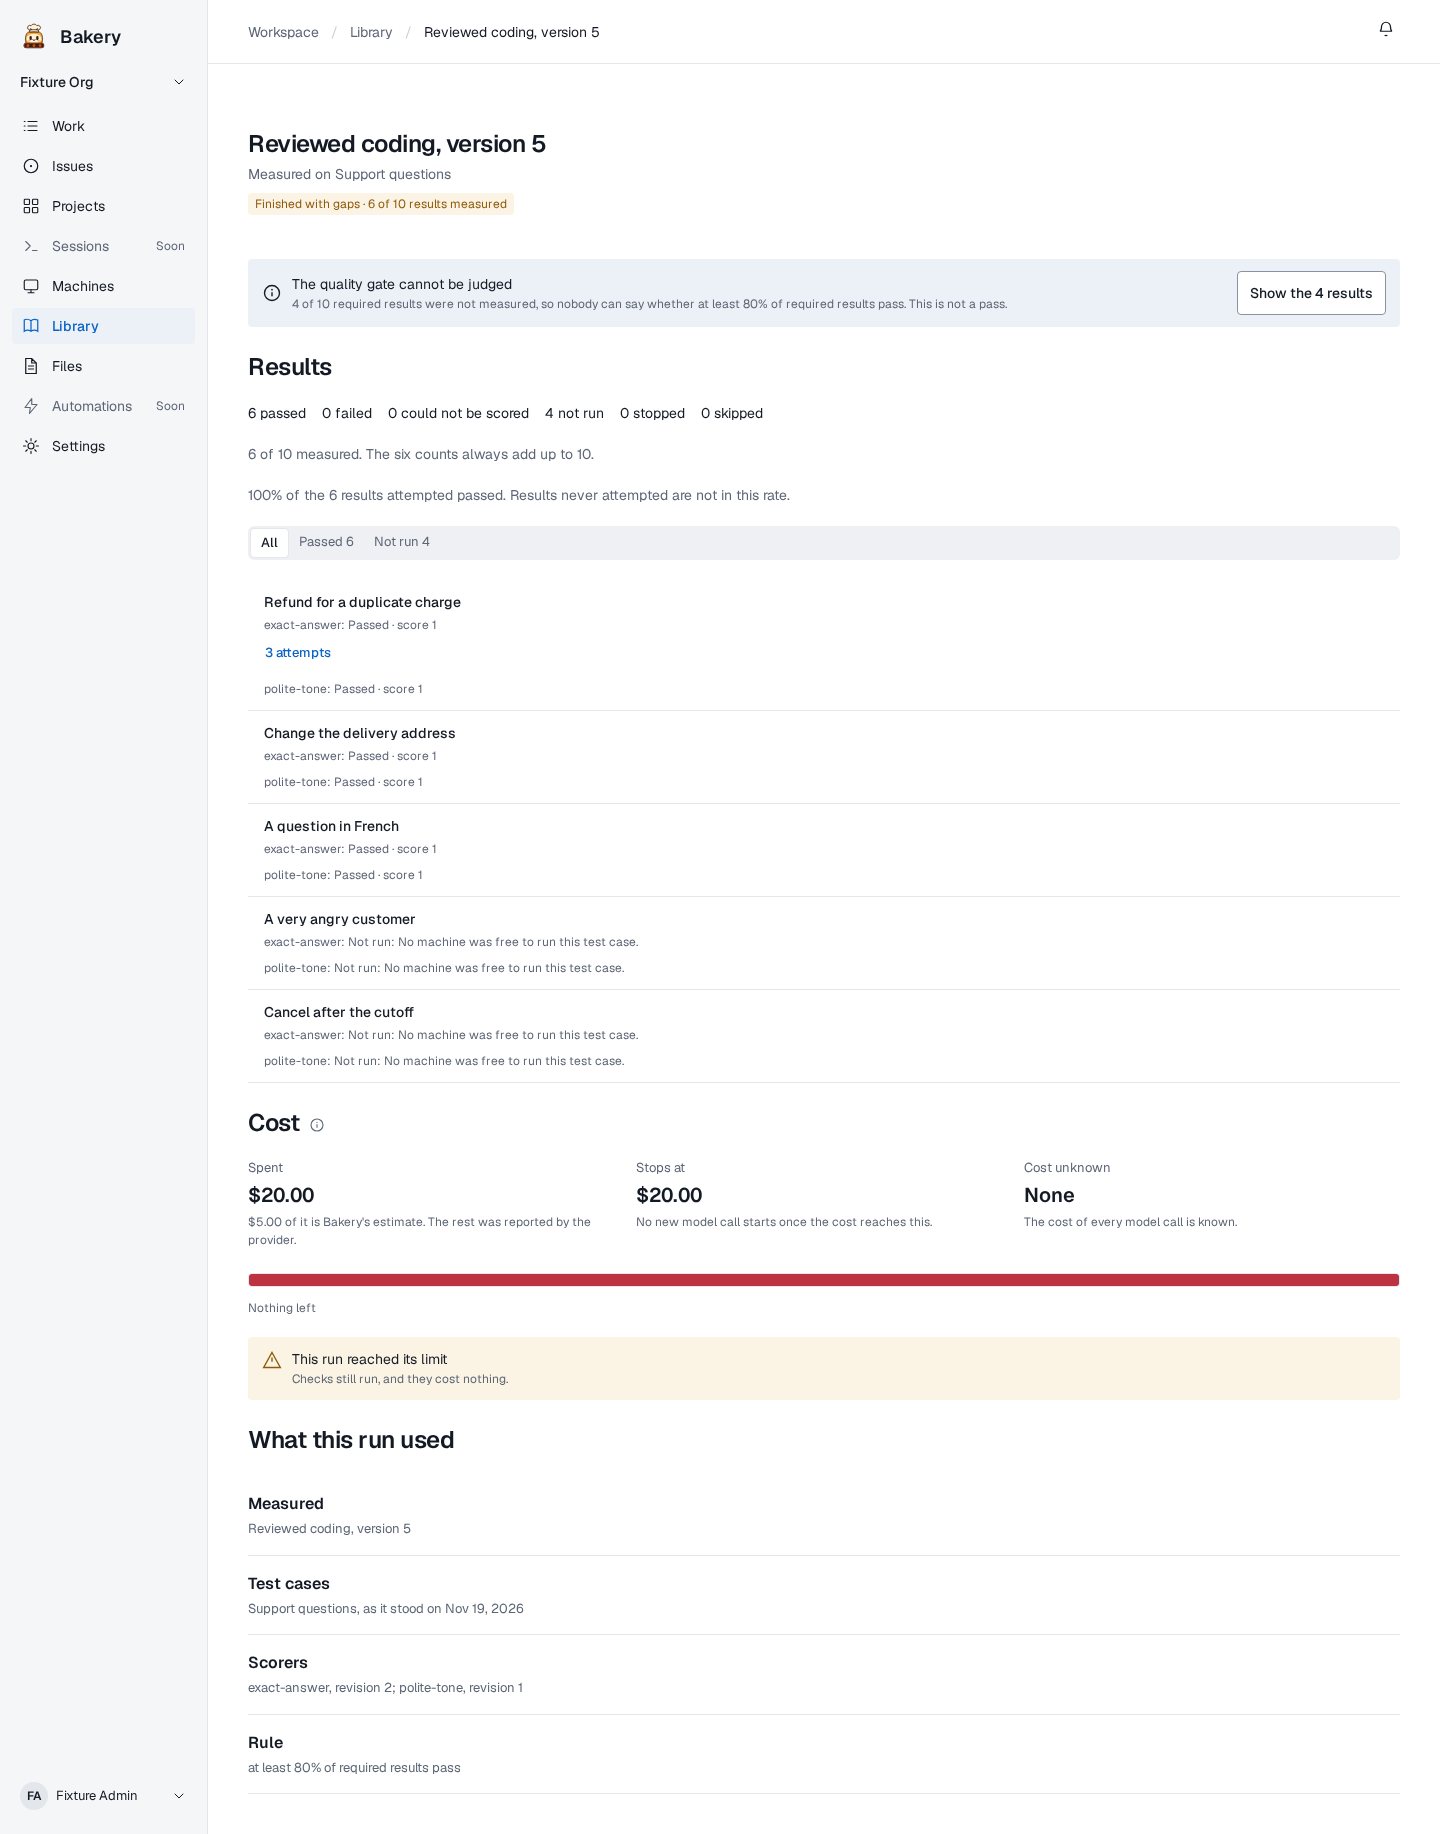 Bakery
Fixture Org
Work
Issues
Projects
Sessions Soon
Machines
Library
Files
Automations Soon
Settings
FA Fixture Admin
Workspace / Library / Reviewed coding, version 5
Reviewed coding, version 5
Measured on Support questions
Finished with gaps · 6 of 10 results measured
The quality gate cannot be judged
4 of 10 required results were not measured, so nobody can say whether at least 80% of required results pass. This is not a pass.
Show the 4 results
Results
6 passed 0 failed 0 could not be scored 4 not run 0 stopped 0 skipped
6 of 10 measured. The six counts always add up to 10.
100% of the 6 results attempted passed. Results never attempted are not in this rate.
All Passed 6 Not run 4
Refund for a duplicate charge
exact-answer: Passed · score 1
3 attempts
polite-tone: Passed · score 1
Change the delivery address
exact-answer: Passed · score 1
polite-tone: Passed · score 1
A question in French
exact-answer: Passed · score 1
polite-tone: Passed · score 1
A very angry customer
exact-answer: Not run: No machine was free to run this test case.
polite-tone: Not run: No machine was free to run this test case.
Cancel after the cutoff
exact-answer: Not run: No machine was free to run this test case.
polite-tone: Not run: No machine was free to run this test case.
Cost
Spent
$20.00
$5.00 of it is Bakery's estimate. The rest was reported by the
provider.
Stops at
$20.00
No new model call starts once the cost reaches this.
Cost unknown
None
The cost of every model call is known.
Nothing left
This run reached its limit
Checks still run, and they cost nothing.
What this run used
Measured
Reviewed coding, version 5
Test cases
Support questions, as it stood on Nov 19, 2026
Scorers
exact-answer, revision 2; polite-tone, revision 1
Rule
at least 80% of required results pass